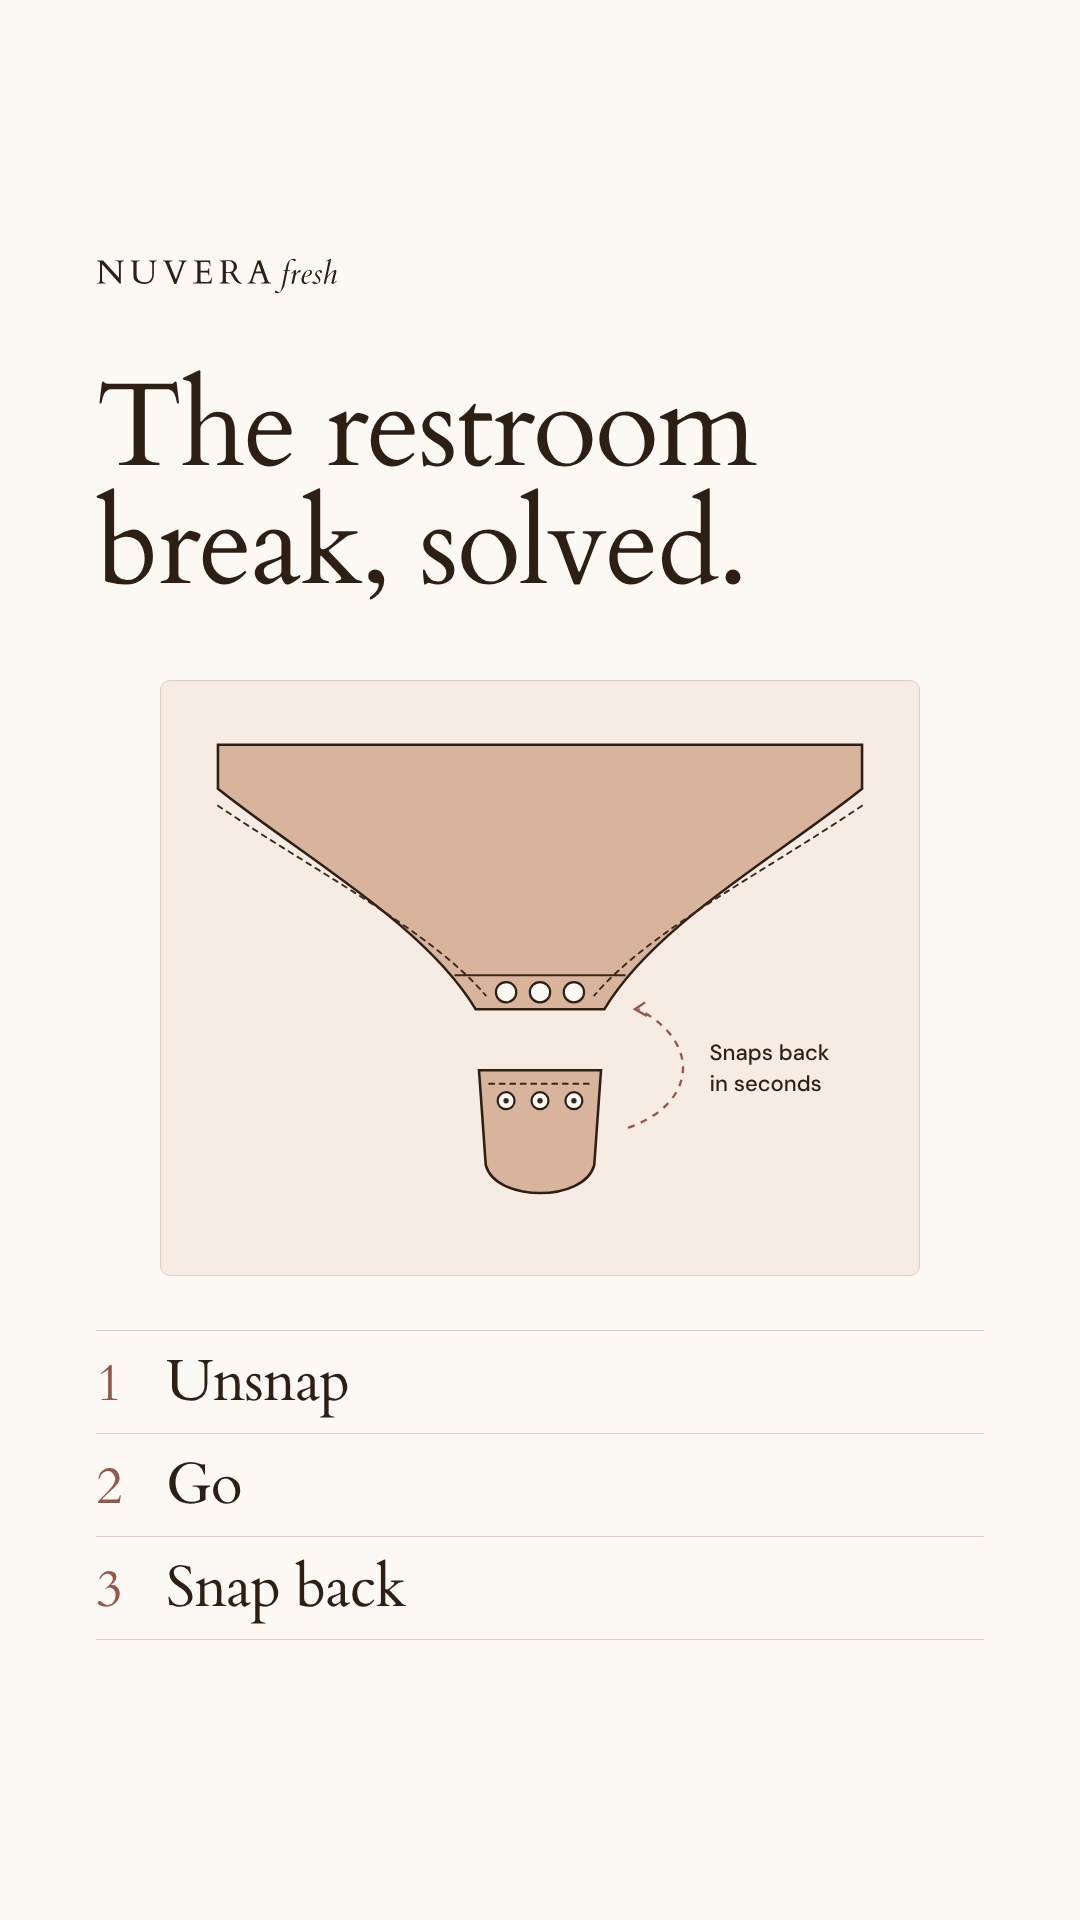 NUVERA fresh
The restroom
break, solved.
Snaps back
in seconds
1 Unsnap
2 Go
3 Snap back